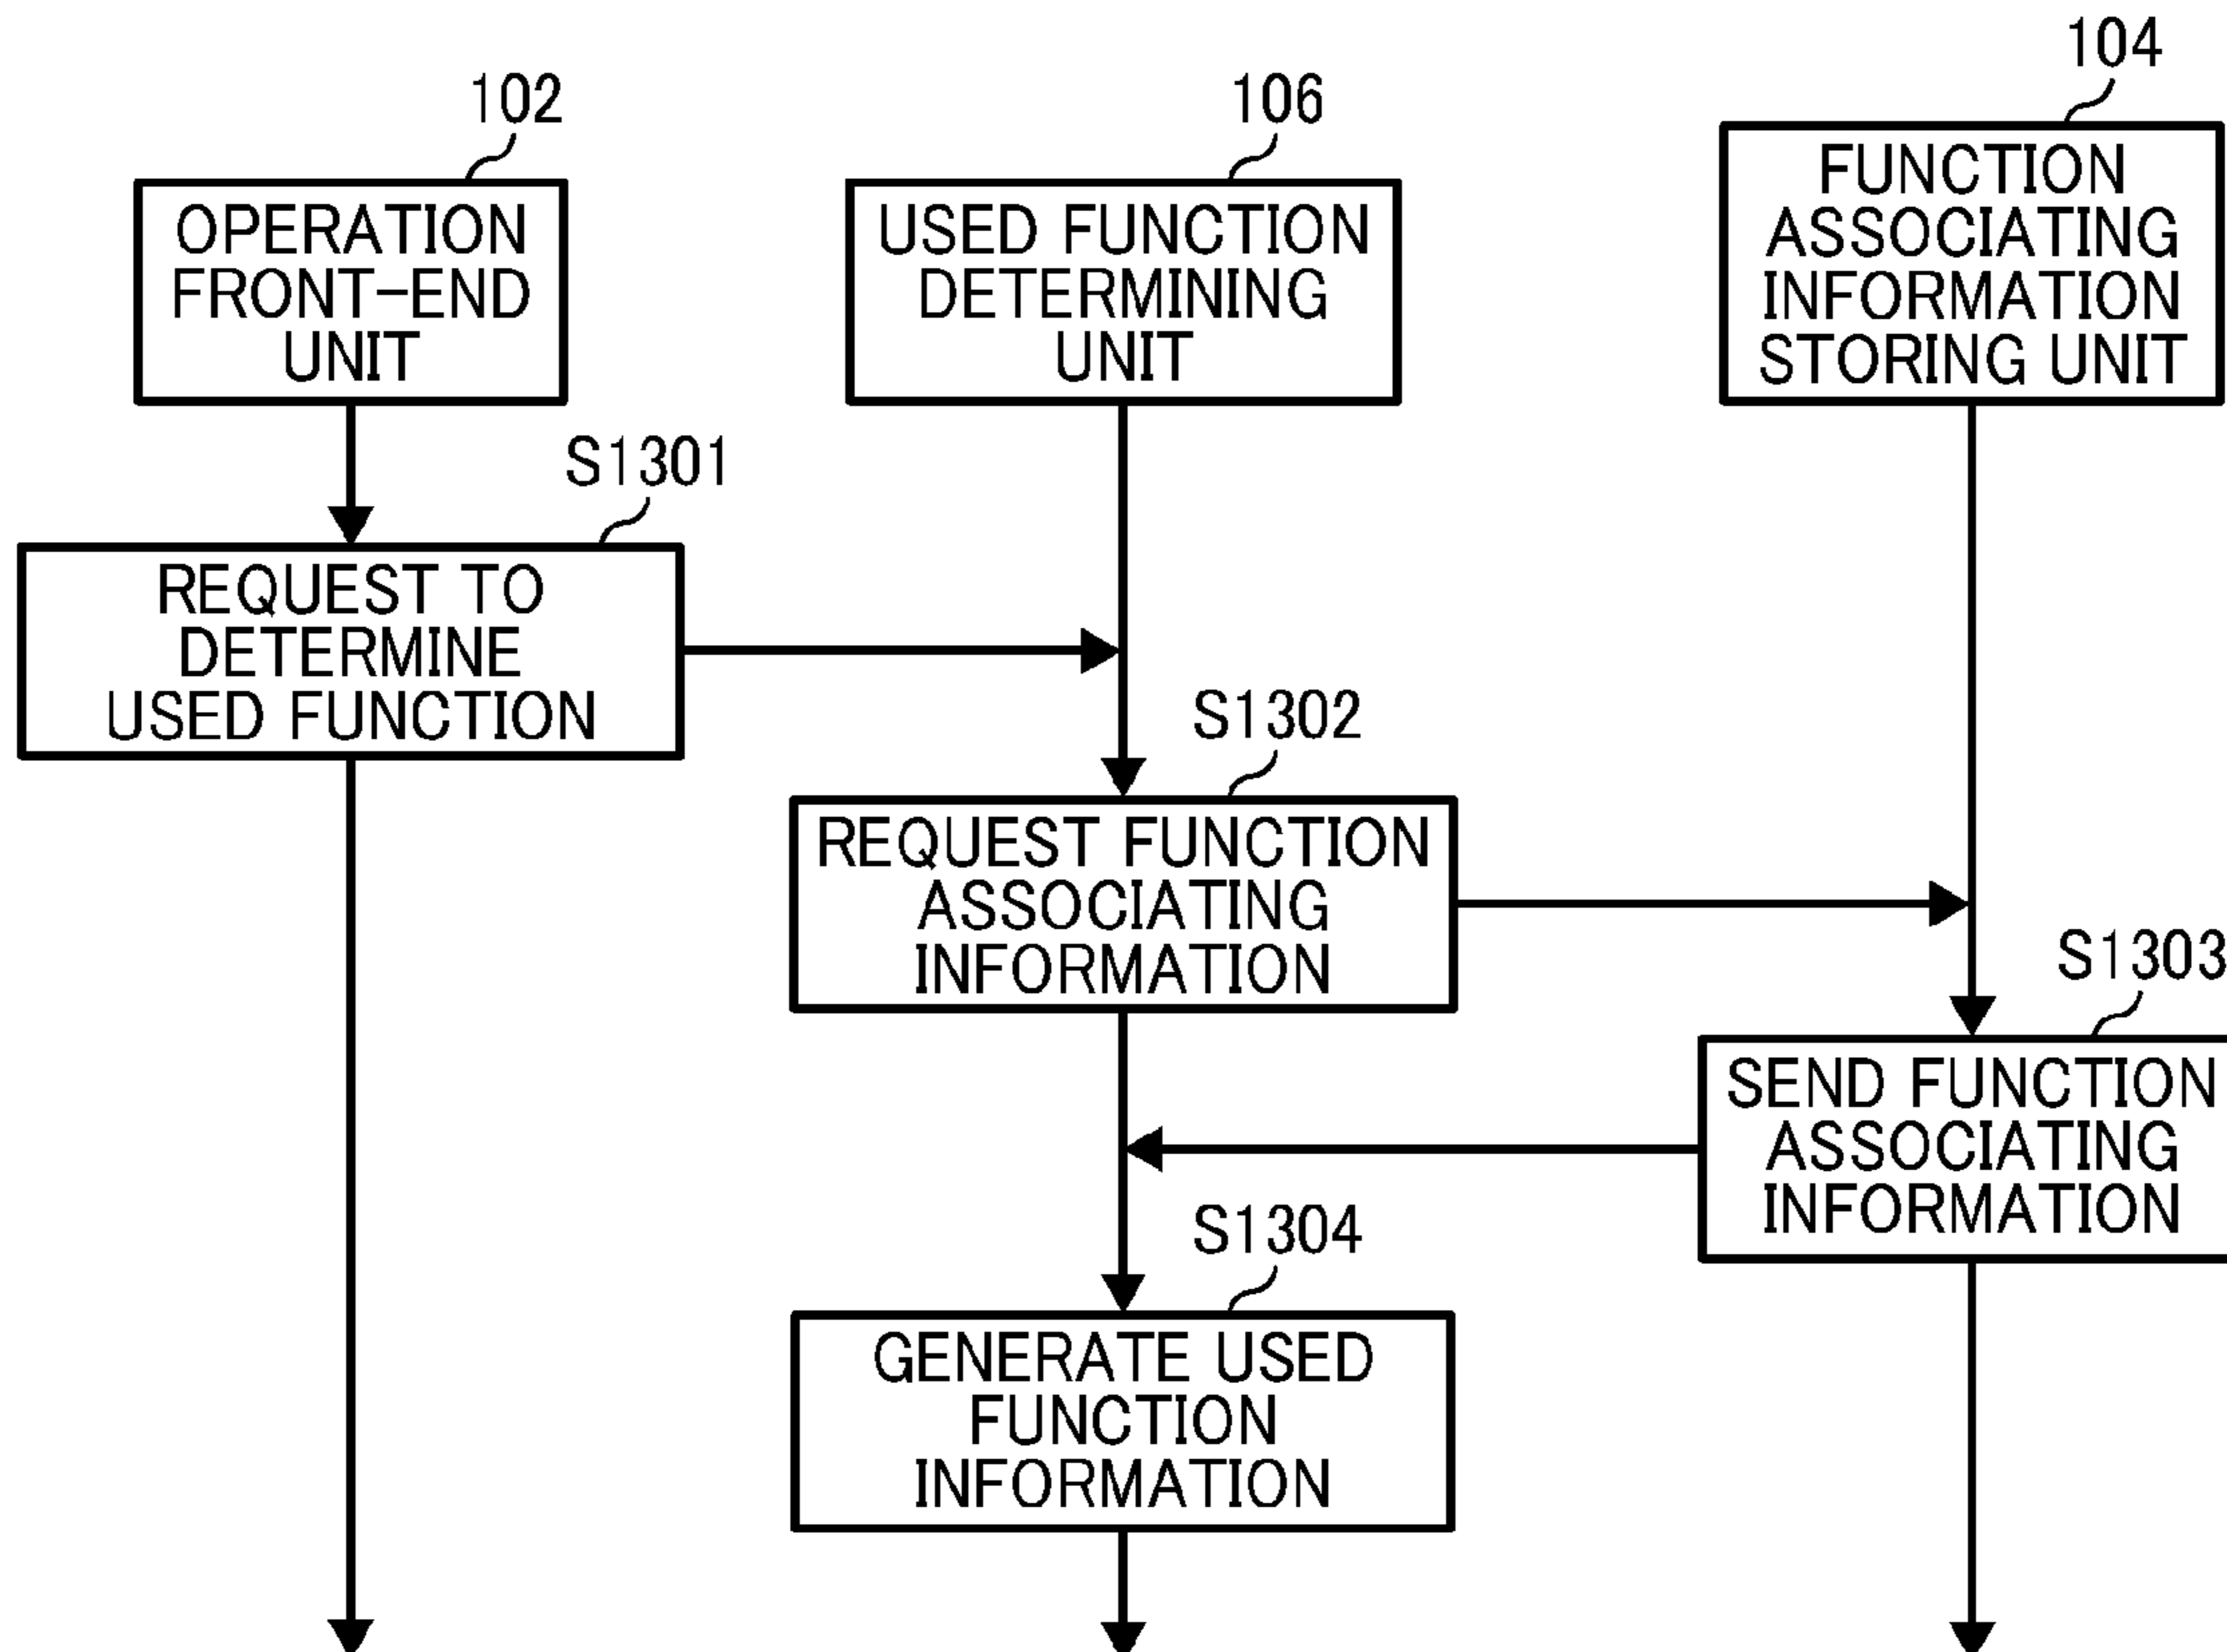 102
OPERATION
FRONT-END
UNIT
106
USED FUNCTION
DETERMINING
UNIT
104
FUNCTION
ASSOCIATING
INFORMATION
STORING UNIT
S1301
REQUEST TO
DETERMINE
USED FUNCTION
S1302
REQUEST FUNCTION
ASSOCIATING
INFORMATION
S1303
SEND FUNCTION
ASSOCIATING
INFORMATION
S1304
GENERATE USED
FUNCTION
INFORMATION